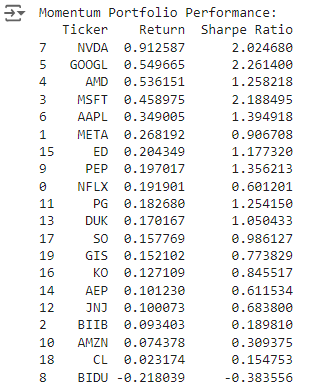 Momentum Portfolio Performance:
Ticker Return Sharpe Ratio
7 NVDA 0.912587 2.024680
5 GOOGL 0.549665 2.261400
4 AMD 0.536151 1.258218
3 MSFT 0.458975 2.188495
6 AAPL 0.349005 1.394918
1 META 0.268192 0.906708
15 ED 0.204349 1.177320
9 PEP 0.197017 1.356213
0 NFLX 0.191901 0.601201
11 PG 0.182680 1.254150
13 DUK 0.170167 1.050433
17 SO 0.157769 0.986127
19 GIS 0.152102 0.773829
16 KO 0.127109 0.845517
14 AEP 0.101230 0.611534
12 JNJ 0.100073 0.683800
2 BIIB 0.093403 0.189810
10 AMZN 0.074378 0.309375
18 CL 0.023174 0.154753
8 BIDU -0.218039 -0.383556